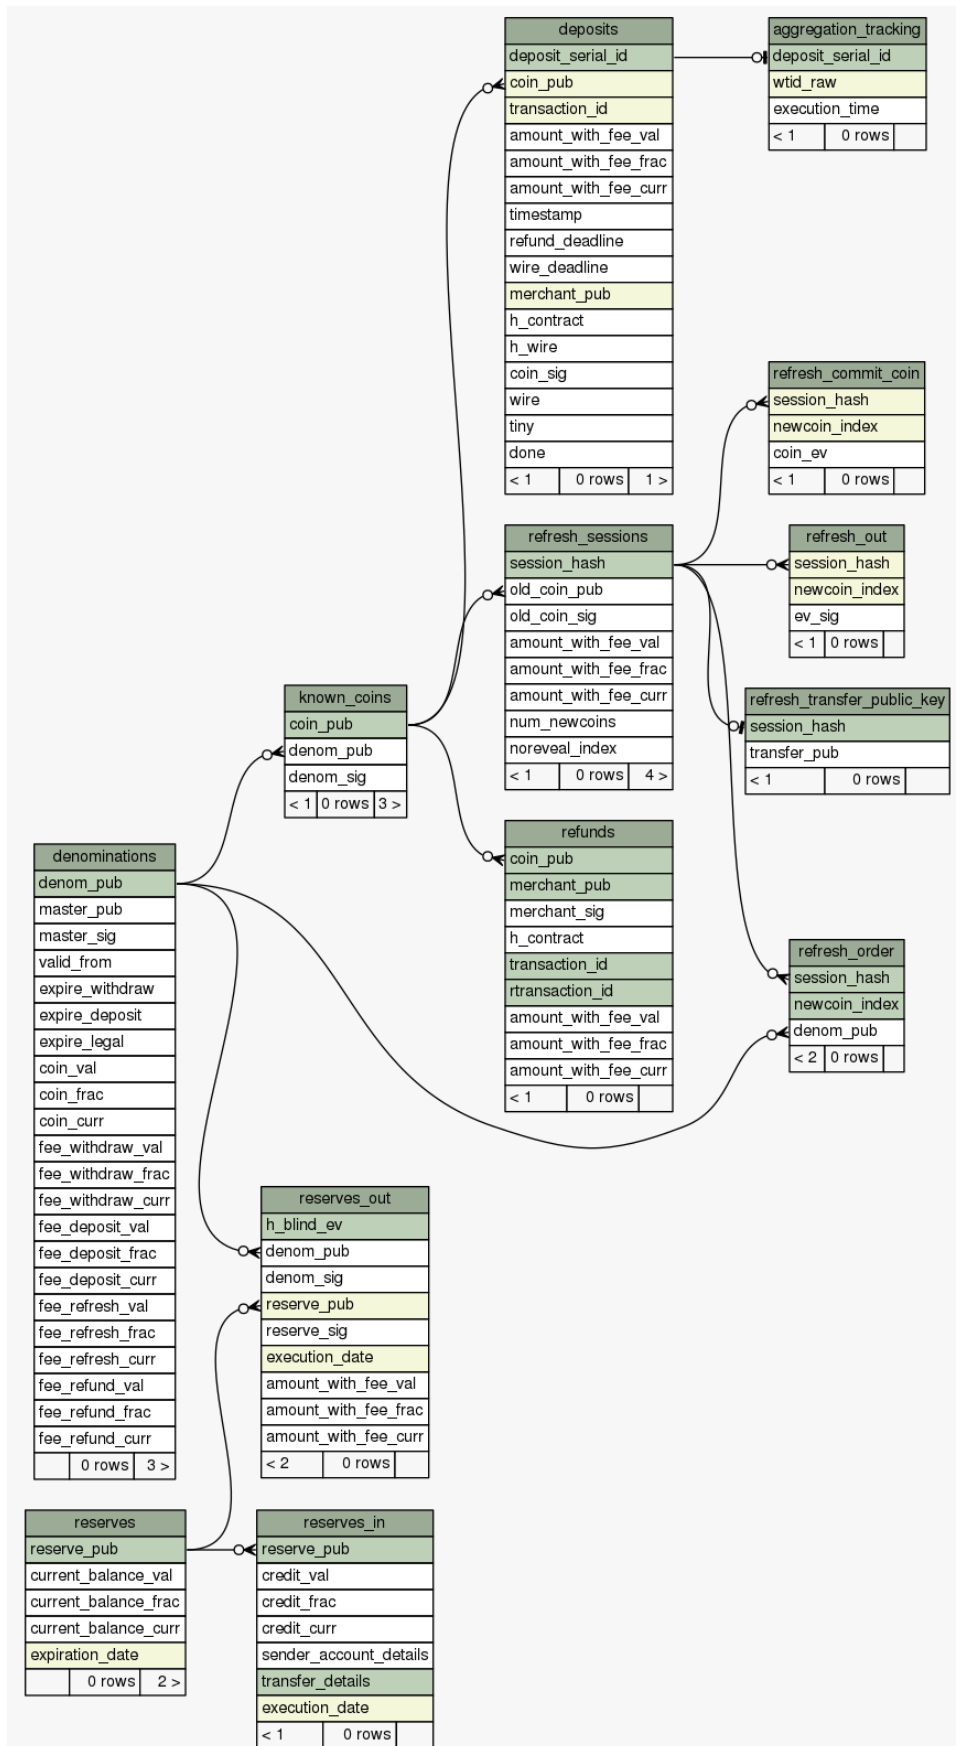 deposits
deposit_serial_id
coin_pub
transaction_id
amount_with_fee_val
amount_with_fee_frac
amount_with_fee_curr
timestamp
refund_deadline
wire_deadline
merchant_pub
h_contract
h_wire
coin_sig
wire
tiny
done
< 1 0 rows 1 >
aggregation_tracking
deposit_serial_id
wtid_raw
execution_time
< 1 0 rows
refresh_commit_coin
session_hash
newcoin_index
coin_ev
< 1 0 rows
refresh_sessions
session_hash
old_coin_pub
old_coin_sig
amount_with_fee_val
amount_with_fee_frac
amount_with_fee_curr
num_newcoins
noreveal_index
< 1 0 rows 4 >
refresh_out
session_hash
newcoin_index
ev_sig
< 1 0 rows
refresh_transfer_public_key
session_hash
transfer_pub
< 1 0 rows
known_coins
coin_pub
denom_pub
denom_sig
< 1 0 rows 3 >
refunds
coin_pub
merchant_pub
merchant_sig
h_contract
transaction_id
rtransaction_id
amount_with_fee_val
amount_with_fee_frac
amount_with_fee_curr
< 1 0 rows
denominations
denom_pub
master_pub
master_sig
valid_from
expire_withdraw
expire_deposit
expire_legal
coin_val
coin_frac
coin_curr
fee_withdraw_val
fee_withdraw_frac
fee_withdraw_curr
fee_deposit_val
fee_deposit_frac
fee_deposit_curr
fee_refresh_val
fee_refresh_frac
fee_refresh_curr
fee_refund_val
fee_refund_frac
fee_refund_curr
0 rows 3 >
refresh_order
session_hash
newcoin_index
denom_pub
< 2 0 rows
reserves_out
h_blind_ev
denom_pub
denom_sig
reserve_pub
reserve_sig
execution_date
amount_with_fee_val
amount_with_fee_frac
amount_with_fee_curr
< 2 0 rows
reserves
reserve_pub
current_balance_val
current_balance_frac
current_balance_curr
expiration_date
0 rows 2 >
reserves_in
reserve_pub
credit_val
credit_frac
credit_curr
sender_account_details
transfer_details
execution_date
< 1 0 rows